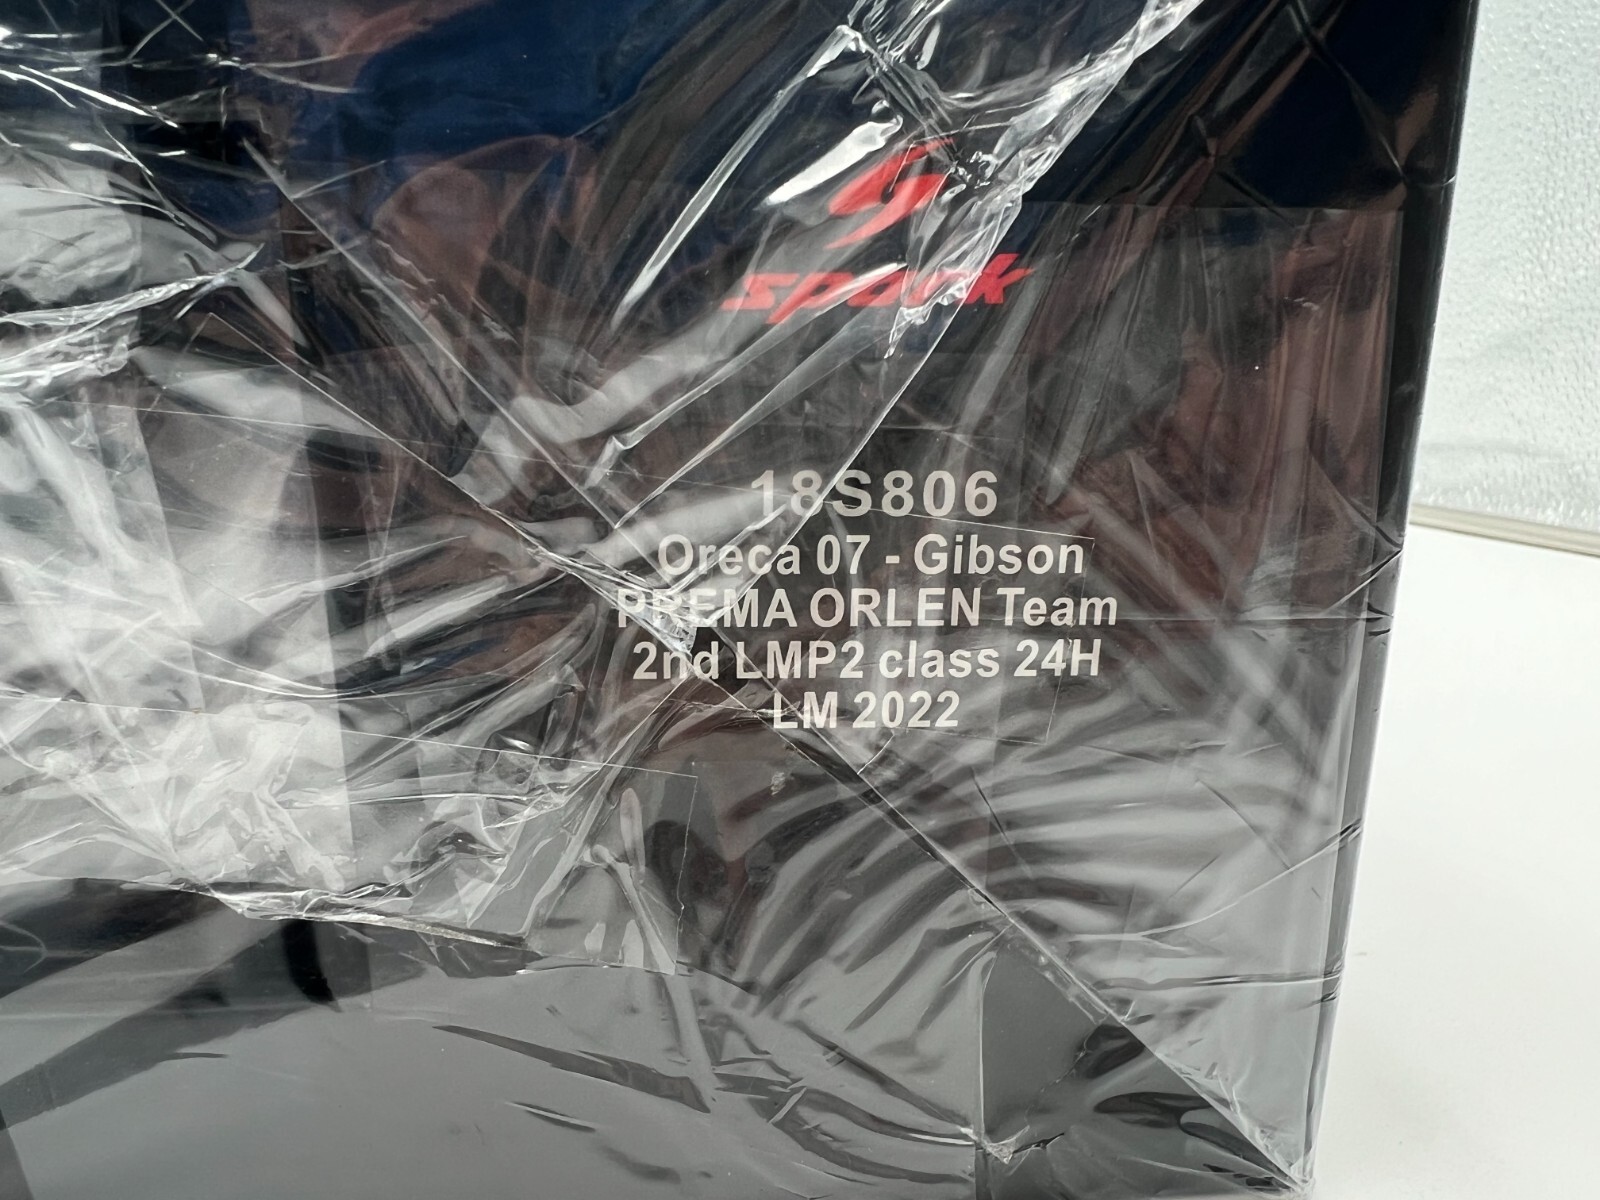 spark
18S806
Oreca 07 - Gibson
PREMA ORLEN Team
2nd LMP2 class 24H
LM 2022